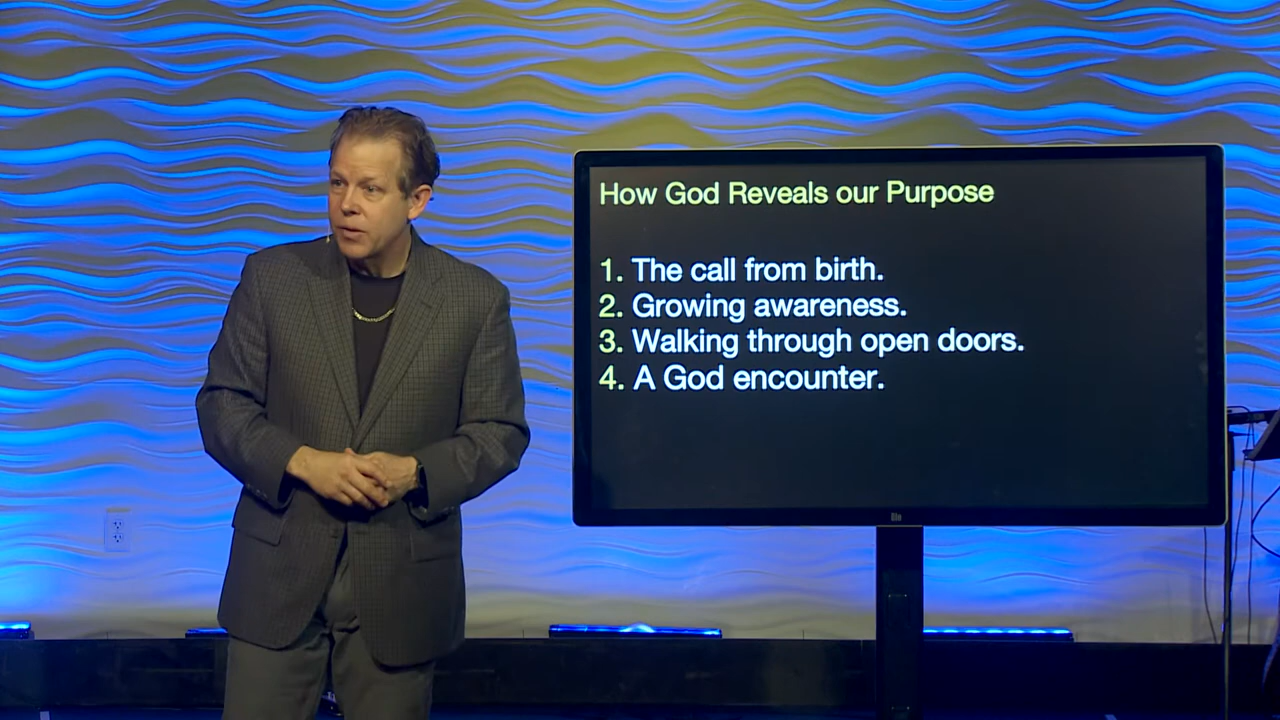 How God Reveals our Purpose
1. The call from birth.
2. Growing awareness.
3. Walking through open doors.
4. A God encounter.